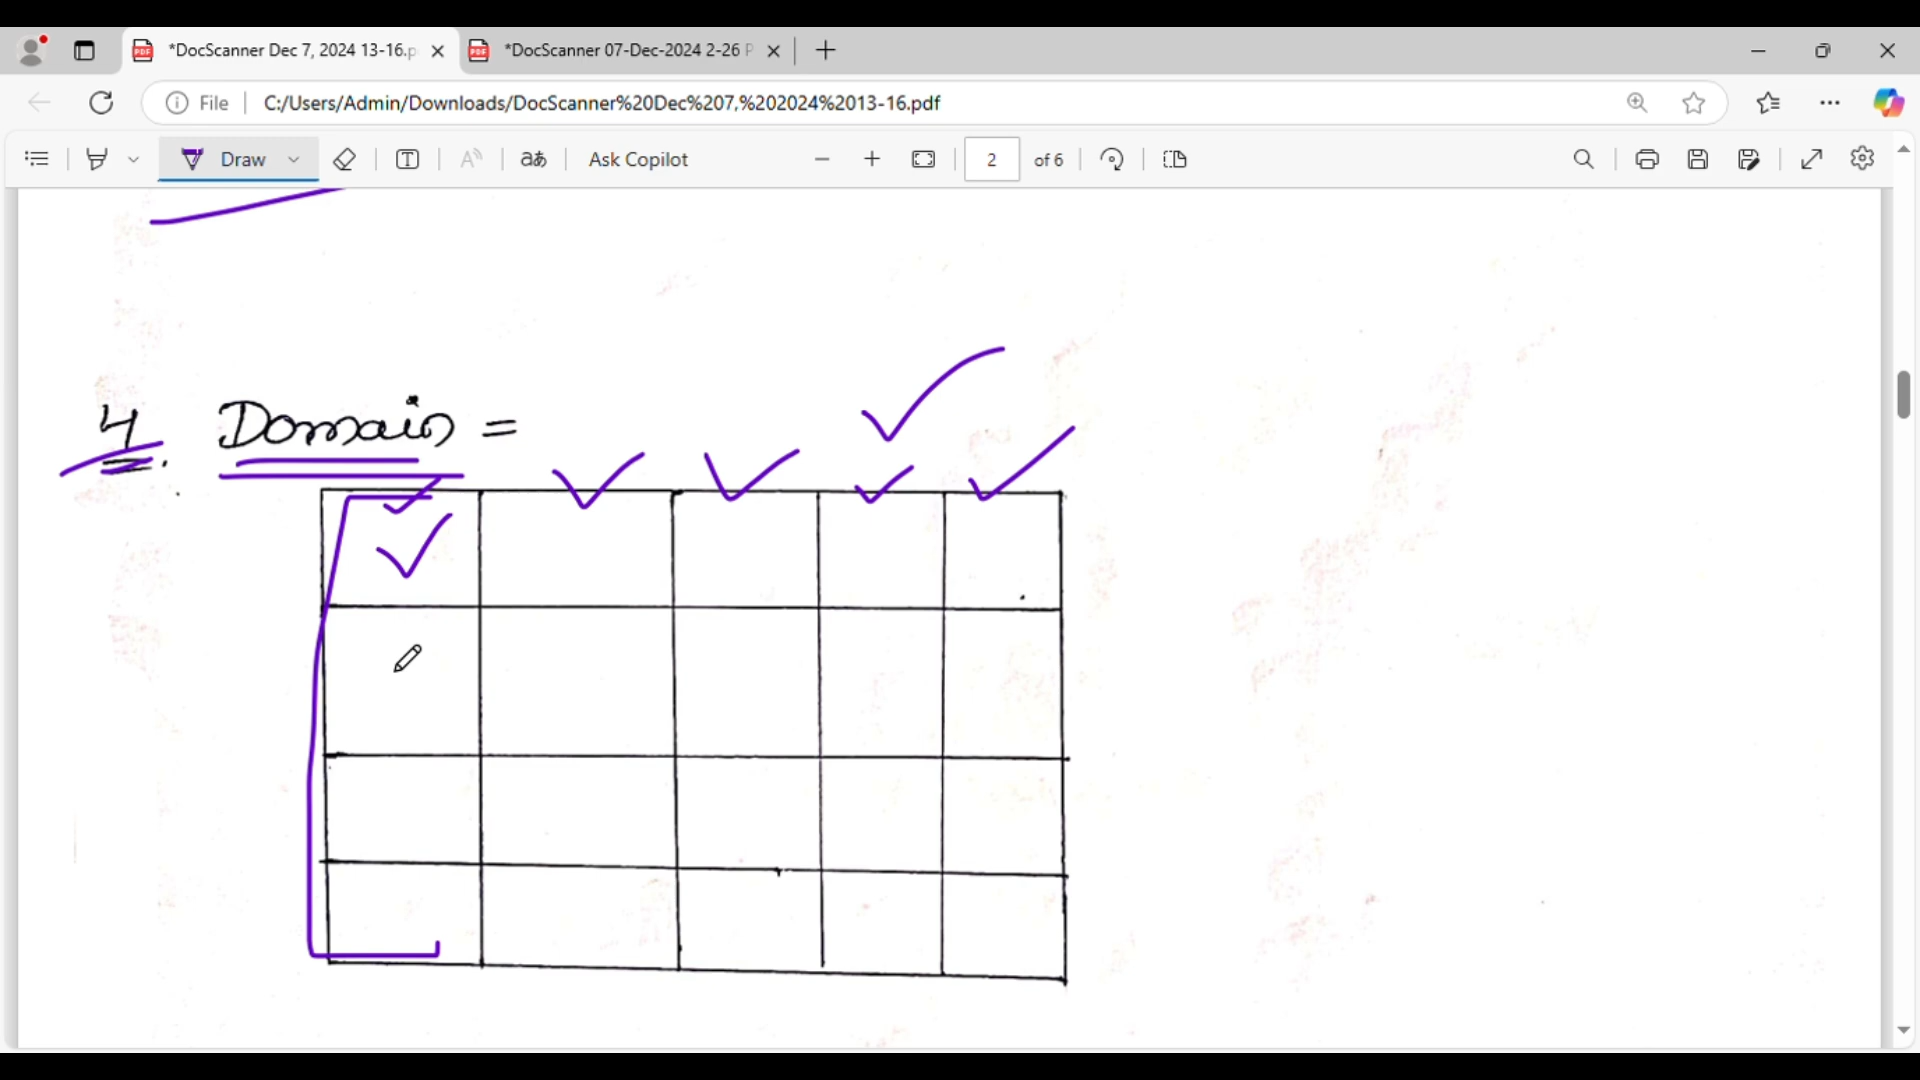 *DocScanner Dec 7, 2024 13-16.p
*DocScanner 07-Dec-2024 2-26 P
File
C:/Users/Admin/Downloads/DocScanner%20Dec%207,%202024%2013-16.pdf
Draw
Ask Copilot
2
of 6
4. Domain =